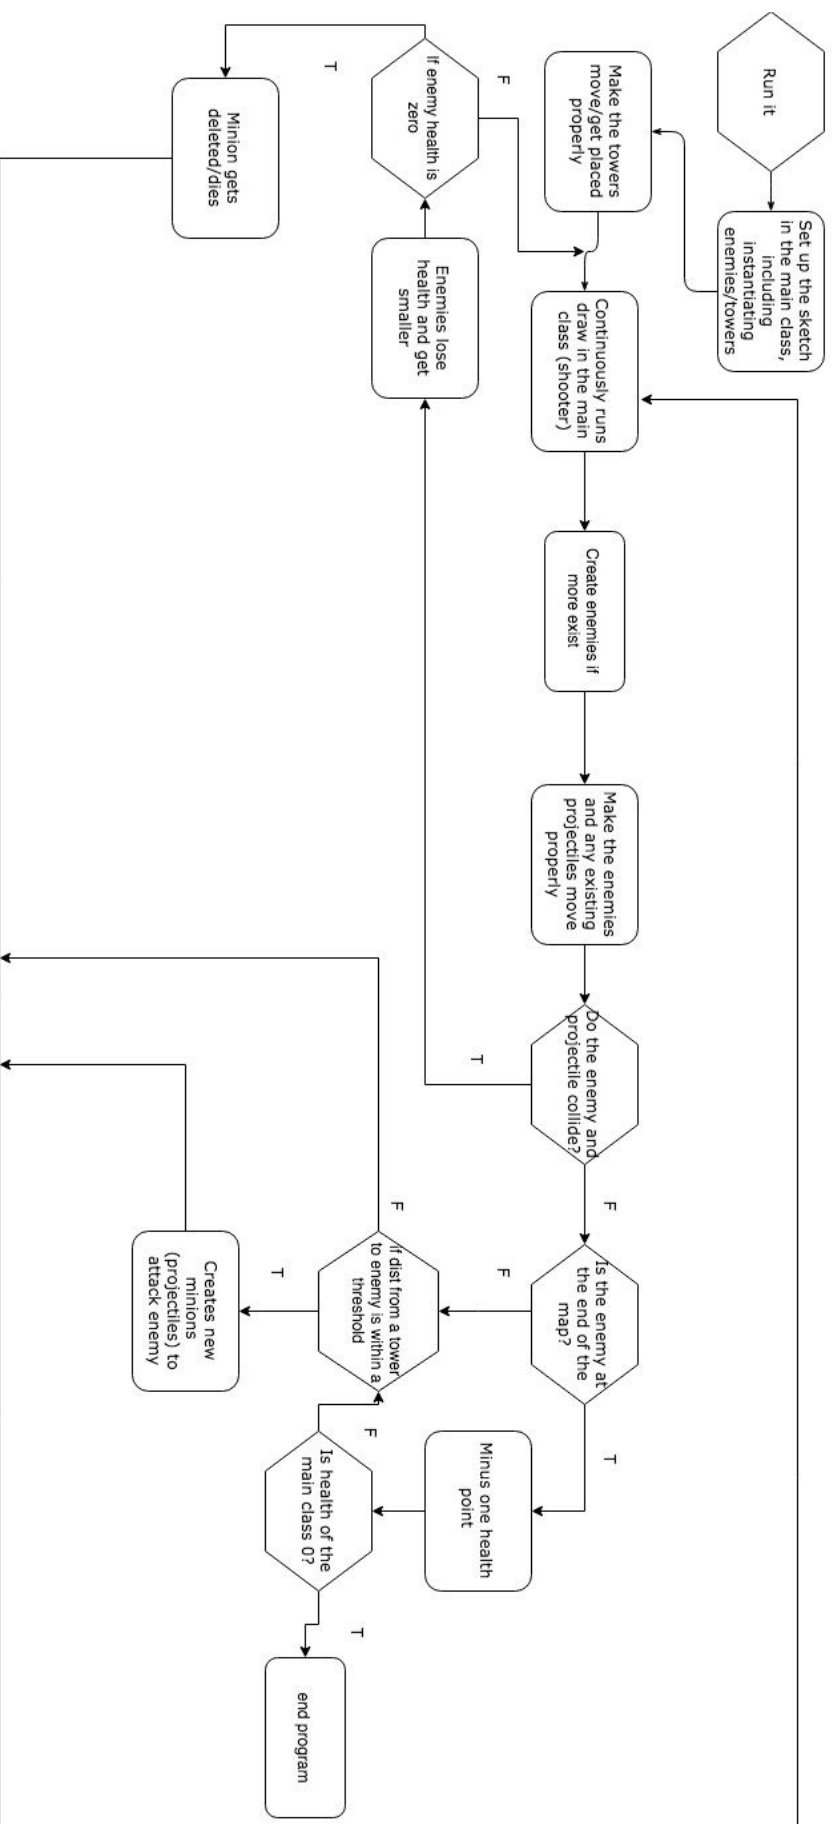 Run it
Set up the sketch
in the main class,
including
instantiating
enemies/towers
Make the towers
move/get placed
properly
Continuously runs
draw in the main
class (shooter)
Create enemies if
more exist
Make the enemies
and any existing
projectiles move
properly
Do the enemy and
projectile collide?
T
F
Is the enemy at
the end of the
map?
F
T
Minus one health
point
Is health of the
main class 0?
F
T
end program
if dist from a tower
to enemy is within a
threshold
F
T
Creates new
minions
(projectiles) to
attack enemy
Enemies lose
health and get
smaller
If enemy health is
zero
F
T
Minion gets
deleted/dies